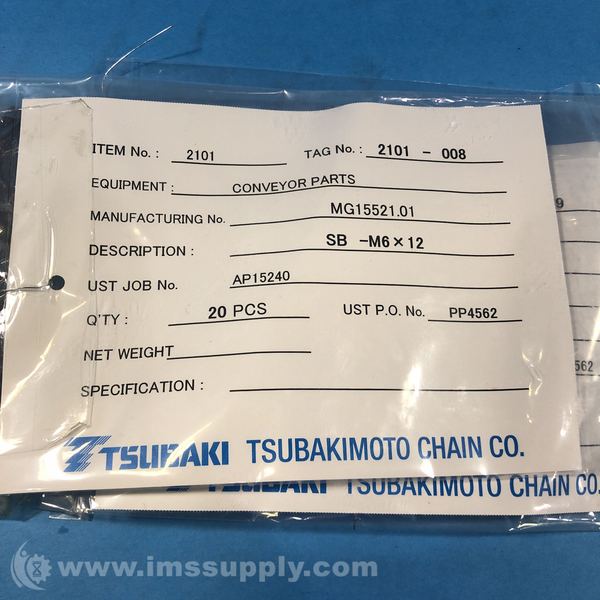 ITEM No. : 2101 TAG No. : 2101 - 008
EQUIPMENT : CONVEYOR PARTS
MANUFACTURING No. MG15521.01
DESCRIPTION : SB -M6×12
UST JOB No. AP15240
Q'TY : 20 PCS UST P.O. No. PP4562
NET WEIGHT
SPECIFICATION :
TSUBAKI TSUBAKIMOTO CHAIN CO.
9
562
TSUBAKI TSUBAKIMOTO CHAIN CO.
www.imssupply.com